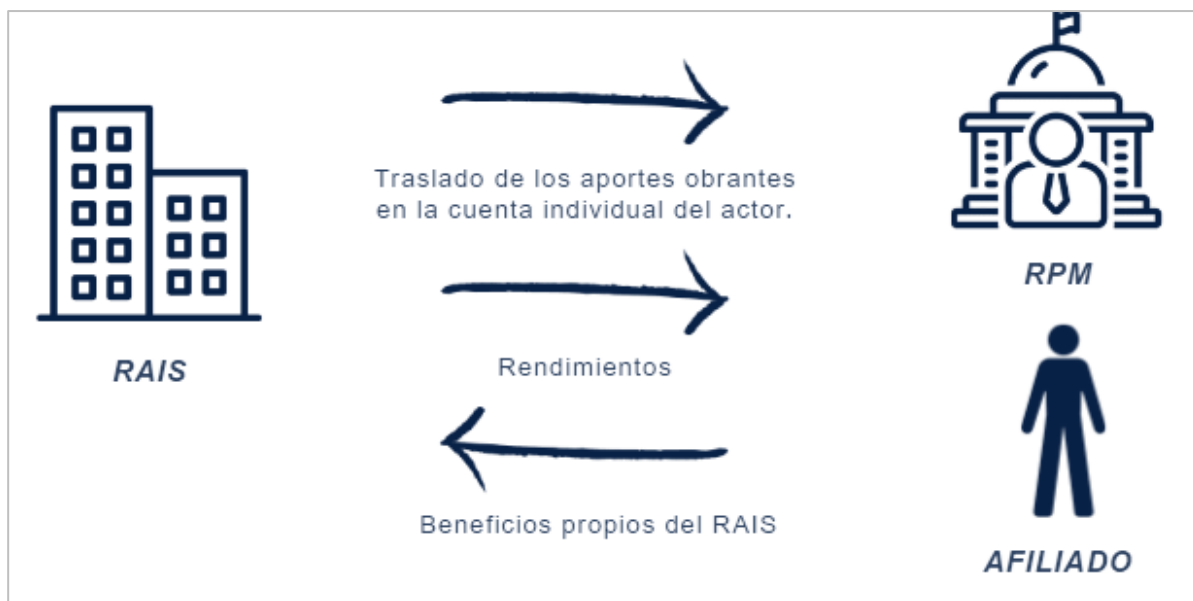 Traslado de los aportes obrantes
en la cuenta individual del actor.
RPM
RAIS
Rendimientos
Beneficios propios del RAIS
AFILIADO